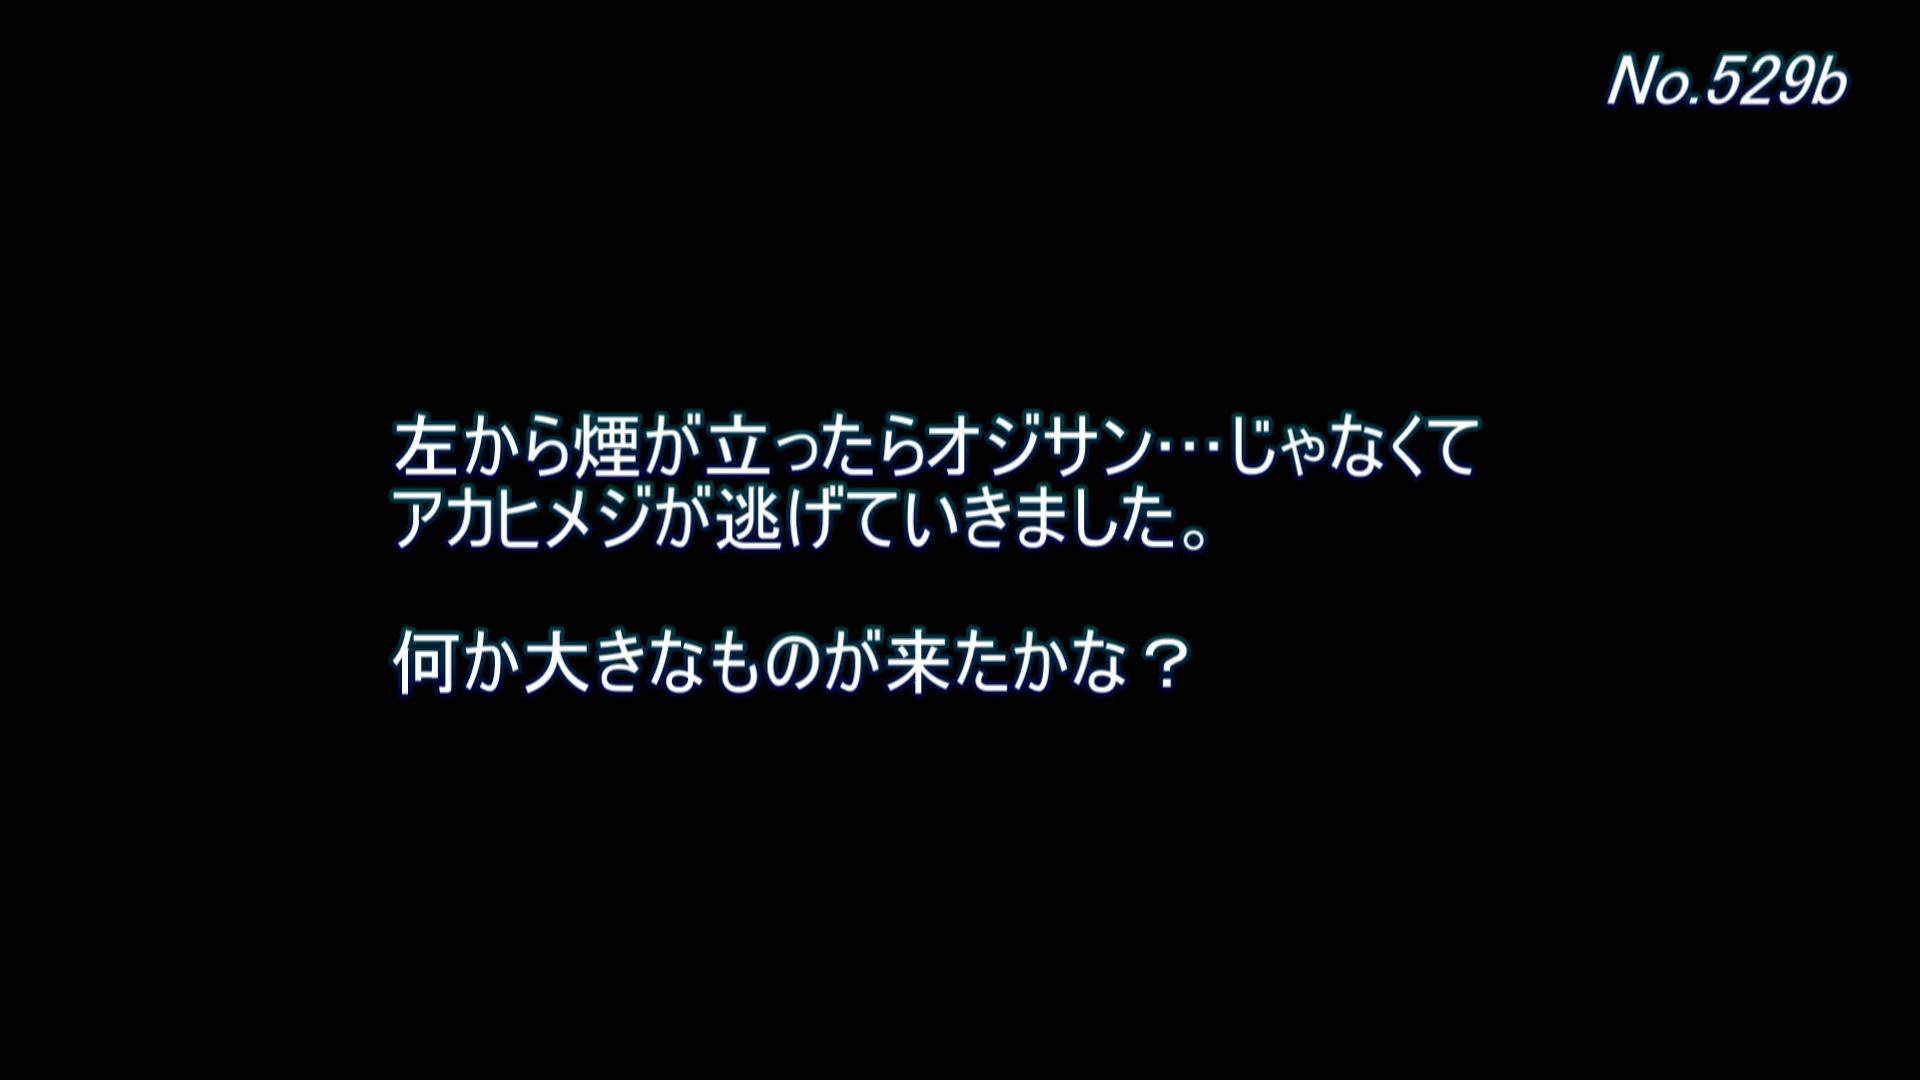 No.529b
左から煙が立ったらオジサン…じゃなくて
アカヒメジが逃げていきました。
何か大きなものが来たかな？